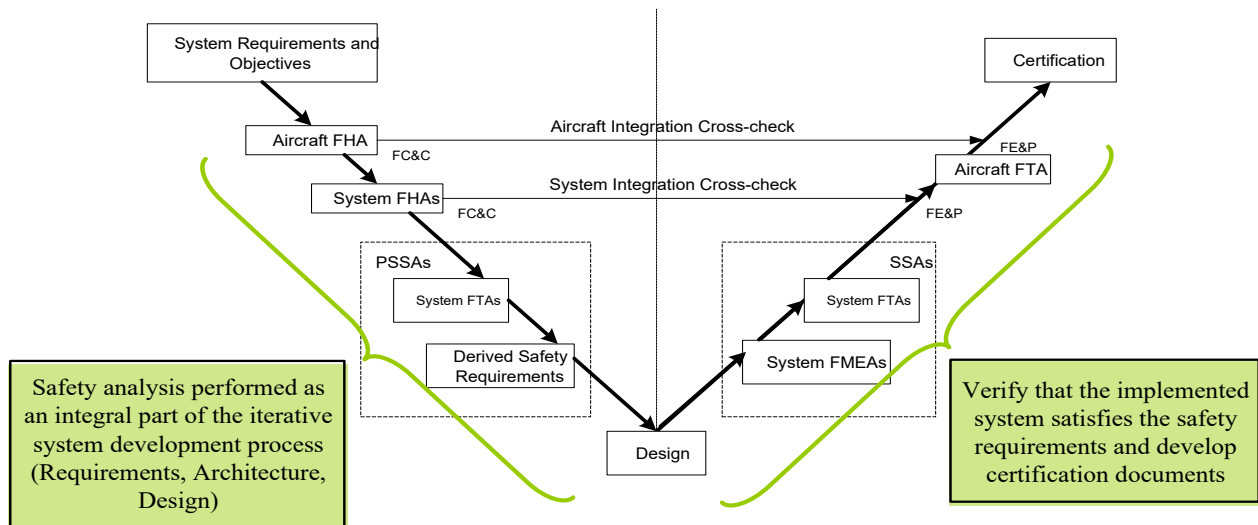 System Requirements and
Objectives
Certification
Aircraft Integration Cross-check
Aircraft FHA
FC&C
FE&P
Aircraft FTA
System Integration Cross-check
System FHAs
FC&C
FE&P
PSSAs
SSAs
System FTAs
System FTAs
Derived Safety
Requirements
System FMEAs
Design
Safety analysis performed as
an integral part of the iterative
system development process
(Requirements, Architecture,
Design)
Verify that the implemented
system satisfies the safety
requirements and develop
certification documents